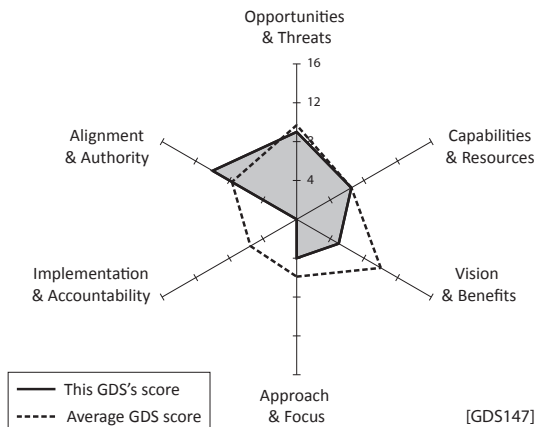 Opportunities
& Threats
16
12
8
4
Alignment
& Authority
Capabilities
& Resources
Implementation
& Accountability
Vision
& Benefits
Approach
& Focus
This GDS's score
Average GDS score
[GDS147]